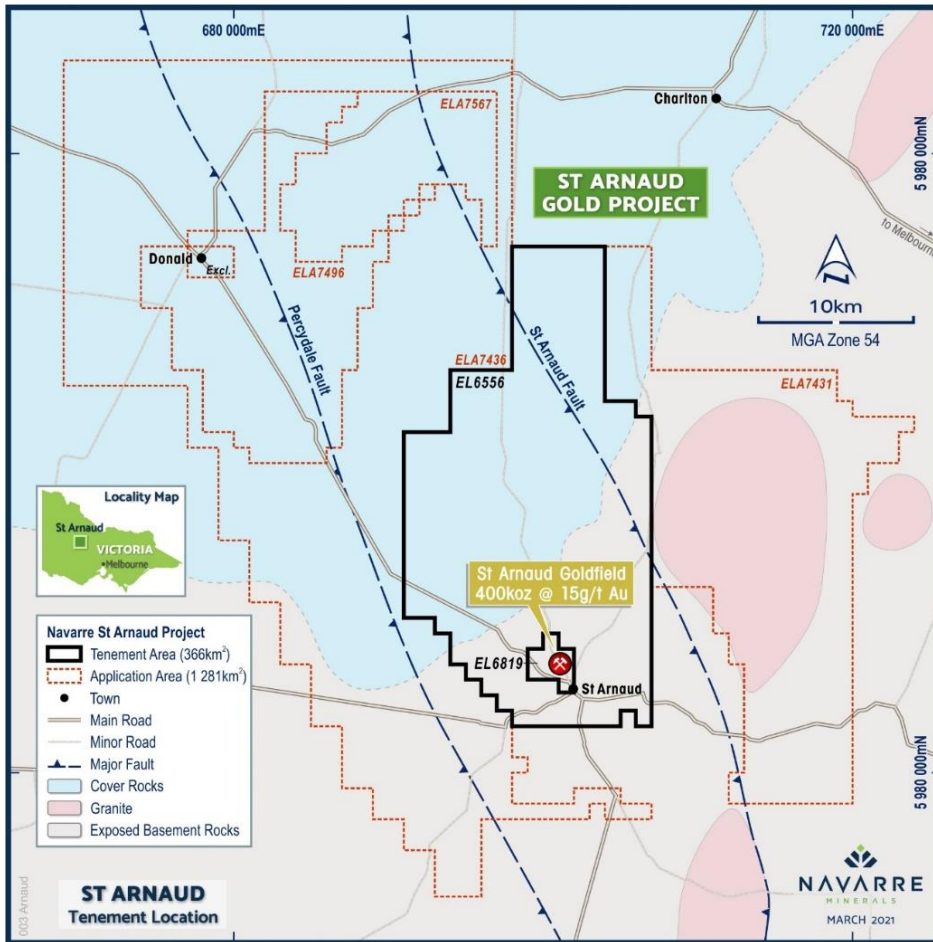 680 000mE
720 000mE
Charlton
ELA7567
5 980 000mN
ST ARNAUD
GOLD PROJECT
to Melbourne
Donald
Excl.
ELA7496
10km
MGA Zone 54
Percydale Fault
St Arnaud Fault
ELA7436
EL6556
ELA7431
Locality Map
St Arnaud
VICTORIA
Melbourne
St Arnaud Goldfield
400koz @ 15g/t Au
EL6819
St Arnaud
Navarre St Arnaud Project
Tenement Area (366km²)
Application Area (1 281km²)
Town
Main Road
Minor Road
Major Fault
Cover Rocks
Granite
Exposed Basement Rocks
5 980 000mN
003 Arnaud
ST ARNAUD
Tenement Location
NAVARRE
MINERALS
MARCH 2021